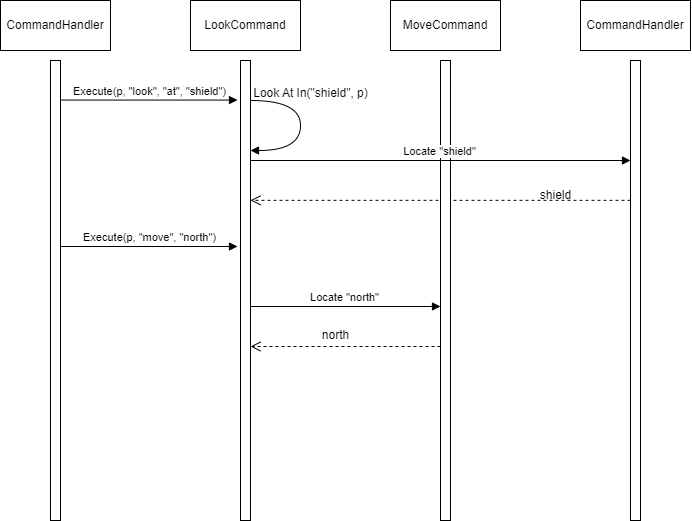 CommandHandler
LookCommand
MoveCommand
CommandHandler
Execute(p, "look", "at", "shield")
Look At In("shield", p)
Locate "shield"
shield
Execute(p, "move", "north")
Locate "north"
north